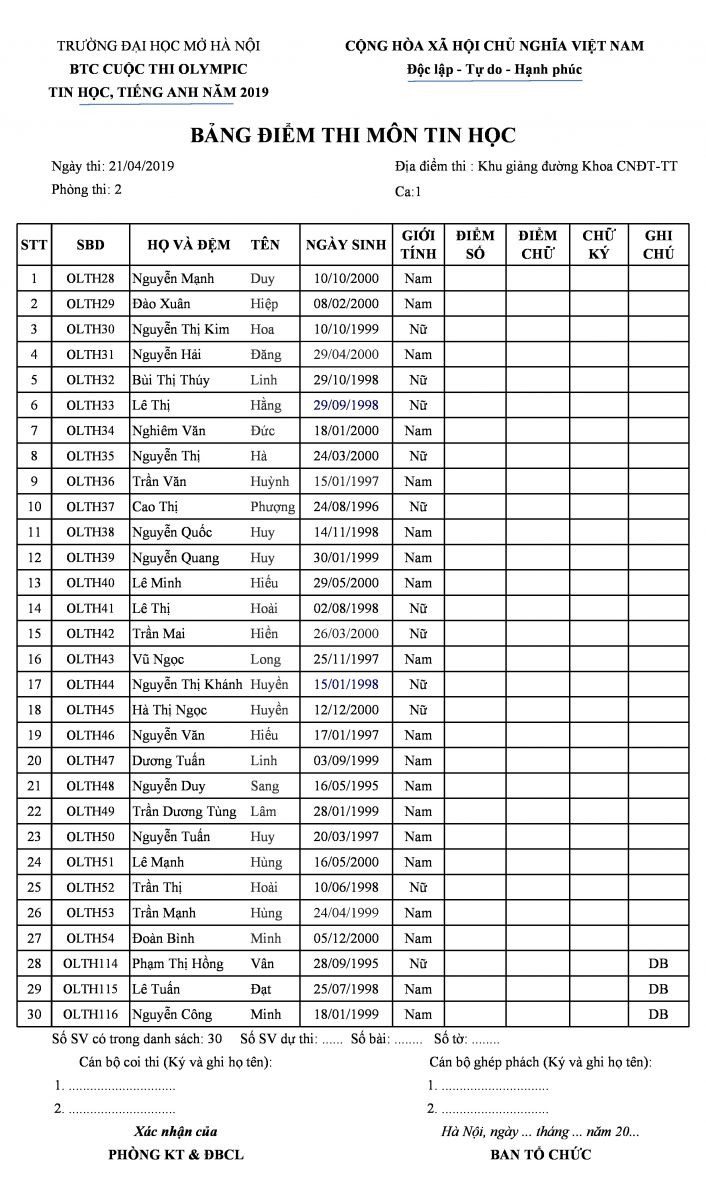 TRƯỜNG ĐẠI HỌC MỞ HÀ NỘI CỘNG HÒA XÃ HỘI CHỦ NGHĨA VIỆT NAM
BTC CUỘC THI OLYMPIC Độc lập - Tự do - Hạnh phúc
TIN HỌC, TIẾNG ANH NĂM 2019
BẢNG ĐIỂM THI MÔN TIN HỌC
Ngày thi: 21/04/2019 Địa điểm thi : Khu giảng đường Khoa CNĐT-TT
Phòng thi: 2 Ca:1
STT SBD HỌ VÀ ĐỆM TÊN NGÀY SINH GIỚI TÍNH ĐIỂM SỐ ĐIỂM CHỮ CHỮ KÝ GHI CHÚ
1 OLTH28 Nguyễn Mạnh Duy 10/10/2000 Nam
2 OLTH29 Đào Xuân Hiệp 08/02/2000 Nam
3 OLTH30 Nguyễn Thị Kim Hoa 10/10/1999 Nữ
4 OLTH31 Nguyễn Hải Đăng 29/04/2000 Nam
5 OLTH32 Bùi Thị Thúy Linh 29/10/1998 Nữ
6 OLTH33 Lê Thị Hằng 29/09/1998 Nữ
7 OLTH34 Nghiêm Văn Đức 18/01/2000 Nam
8 OLTH35 Nguyễn Thị Hà 24/03/2000 Nữ
9 OLTH36 Trần Văn Huỳnh 15/01/1997 Nam
10 OLTH37 Cao Thị Phượng 24/08/1996 Nữ
11 OLTH38 Nguyễn Quốc Huy 14/11/1998 Nam
12 OLTH39 Nguyễn Quang Huy 30/01/1999 Nam
13 OLTH40 Lê Minh Hiếu 29/05/2000 Nam
14 OLTH41 Lê Thị Hoài 02/08/1998 Nữ
15 OLTH42 Trần Mai Hiền 26/03/2000 Nữ
16 OLTH43 Vũ Ngọc Long 25/11/1997 Nam
17 OLTH44 Nguyễn Thị Khánh Huyền 15/01/1998 Nữ
18 OLTH45 Hà Thị Ngọc Huyền 12/12/2000 Nữ
19 OLTH46 Nguyễn Văn Hiếu 17/01/1997 Nam
20 OLTH47 Dương Tuấn Linh 03/09/1999 Nam
21 OLTH48 Nguyễn Duy Sang 16/05/1995 Nam
22 OLTH49 Trần Dương Tùng Lâm 28/01/1999 Nam
23 OLTH50 Nguyễn Tuấn Huy 20/03/1997 Nam
24 OLTH51 Lê Mạnh Hùng 16/05/2000 Nam
25 OLTH52 Trần Thị Hoài 10/06/1998 Nữ
26 OLTH53 Trần Mạnh Hùng 24/04/1999 Nam
27 OLTH54 Đoàn Bình Minh 05/12/2000 Nam
28 OLTH114 Phạm Thị Hồng Vân 28/09/1995 Nữ DB
29 OLTH115 Lê Tuấn Đạt 25/07/1998 Nam DB
30 OLTH116 Nguyễn Công Minh 18/01/1999 Nam DB
Số SV có trong danh sách: 30 Số SV dự thi: ...... Số bài: ........ Số tờ: ........
Cán bộ coi thi (Ký và ghi họ tên): Cán bộ ghép phách (Ký và ghi họ tên):
1. ............................. 1. .............................
2. ............................. 2. .............................
Xác nhận của Hà Nội, ngày ... tháng ... năm 20...
PHÒNG KT & ĐBCL BAN TỔ CHỨC